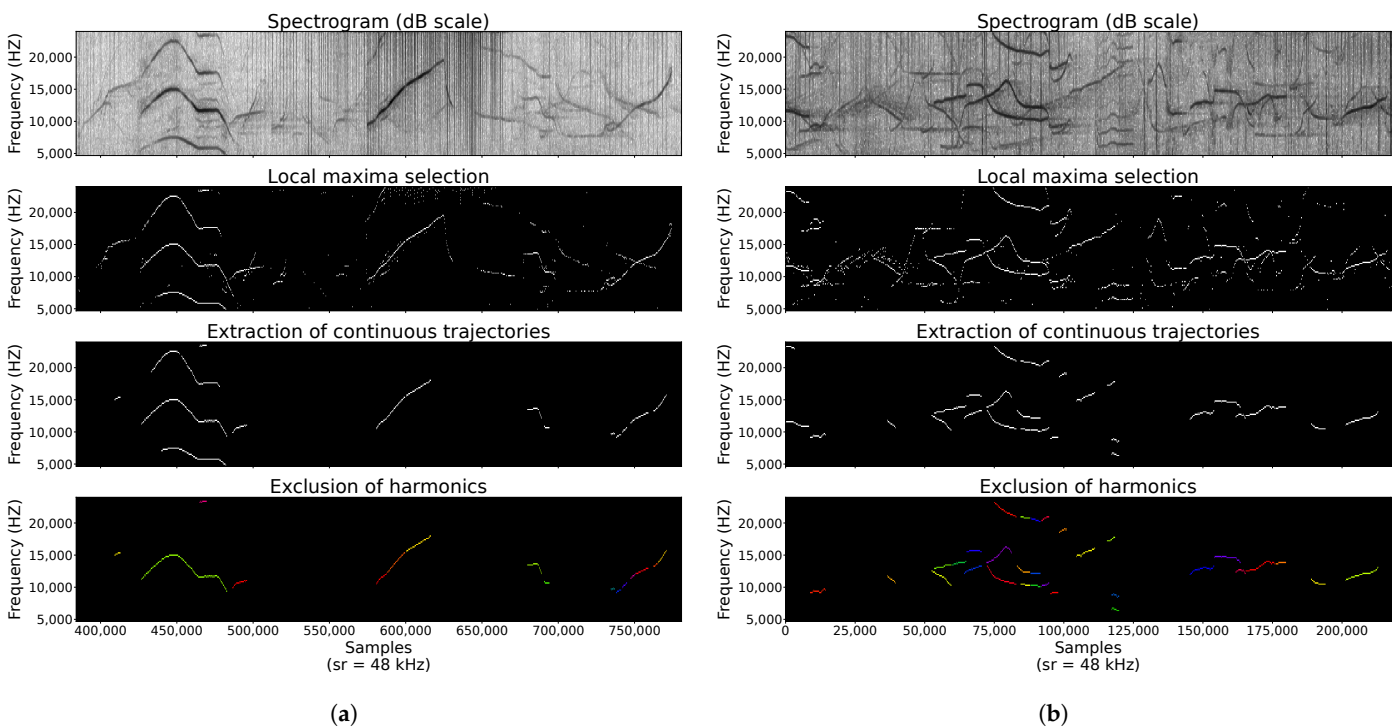 Spectrogram (dB scale)
Frequency (HZ)
20,000
15,000
10,000
5,000
Local maxima selection
Frequency (HZ)
20,000
15,000
10,000
5,000
Extraction of continuous trajectories
Frequency (HZ)
20,000
15,000
10,000
5,000
Exclusion of harmonics
Frequency (HZ)
20,000
15,000
10,000
5,000
400,000 450,000 500,000 550,000 600,000 650,000 700,000 750,000
Samples
(sr = 48 kHz)
(a)
Spectrogram (dB scale)
Frequency (HZ)
20,000
15,000
10,000
5,000
Local maxima selection
Frequency (HZ)
20,000
15,000
10,000
5,000
Extraction of continuous trajectories
Frequency (HZ)
20,000
15,000
10,000
5,000
Exclusion of harmonics
Frequency (HZ)
20,000
15,000
10,000
5,000
0 25,000 50,000 75,000 100,000 125,000 150,000 175,000 200,000
Samples
(sr = 48 kHz)
(b)